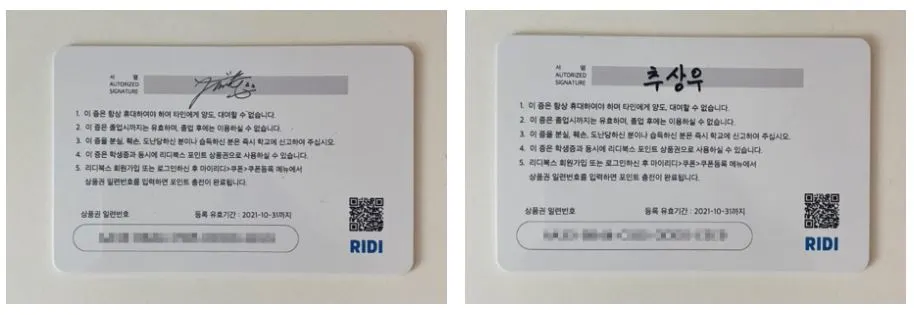 서 명
AUTORIZED
SIGNATURE
1. 이 증은 항상 휴대하여야 하며 타인에게 양도, 대여할 수 없습니다.
2. 이 증은 졸업시까지는 유효하며, 졸업 후에는 이용하실 수 없습니다.
3. 이 증을 분실, 훼손, 도난당하신 분이나 습득하신 분은 즉시 학교에 신고하여 주십시오.
4. 이 증은 학생증과 동시에 리디북스 포인트 상품권으로 사용하실 수 있습니다.
5. 리디북스 회원가입 또는 로그인하신 후 마이리디>쿠폰>쿠폰등록 메뉴에서
상품권 일련번호를 입력하면 포인트 충전이 완료됩니다.
상품권 일련번호 등록 유효기간 : 2021-10-31까지
RIDI
서 명
AUTORIZED
SIGNATURE
추상우
1. 이 증은 항상 휴대하여야 하며 타인에게 양도, 대여할 수 없습니다.
2. 이 증은 졸업시까지는 유효하며, 졸업 후에는 이용하실 수 없습니다.
3. 이 증을 분실, 훼손, 도난당하신 분이나 습득하신 분은 즉시 학교에 신고하여 주십시오.
4. 이 증은 학생증과 동시에 리디북스 포인트 상품권으로 사용하실 수 있습니다.
5. 리디북스 회원가입 또는 로그인하신 후 마이리디>쿠폰>쿠폰등록 메뉴에서
상품권 일련번호를 입력하면 포인트 충전이 완료됩니다.
상품권 일련번호 등록 유효기간 : 2021-10-31까지
RIDI